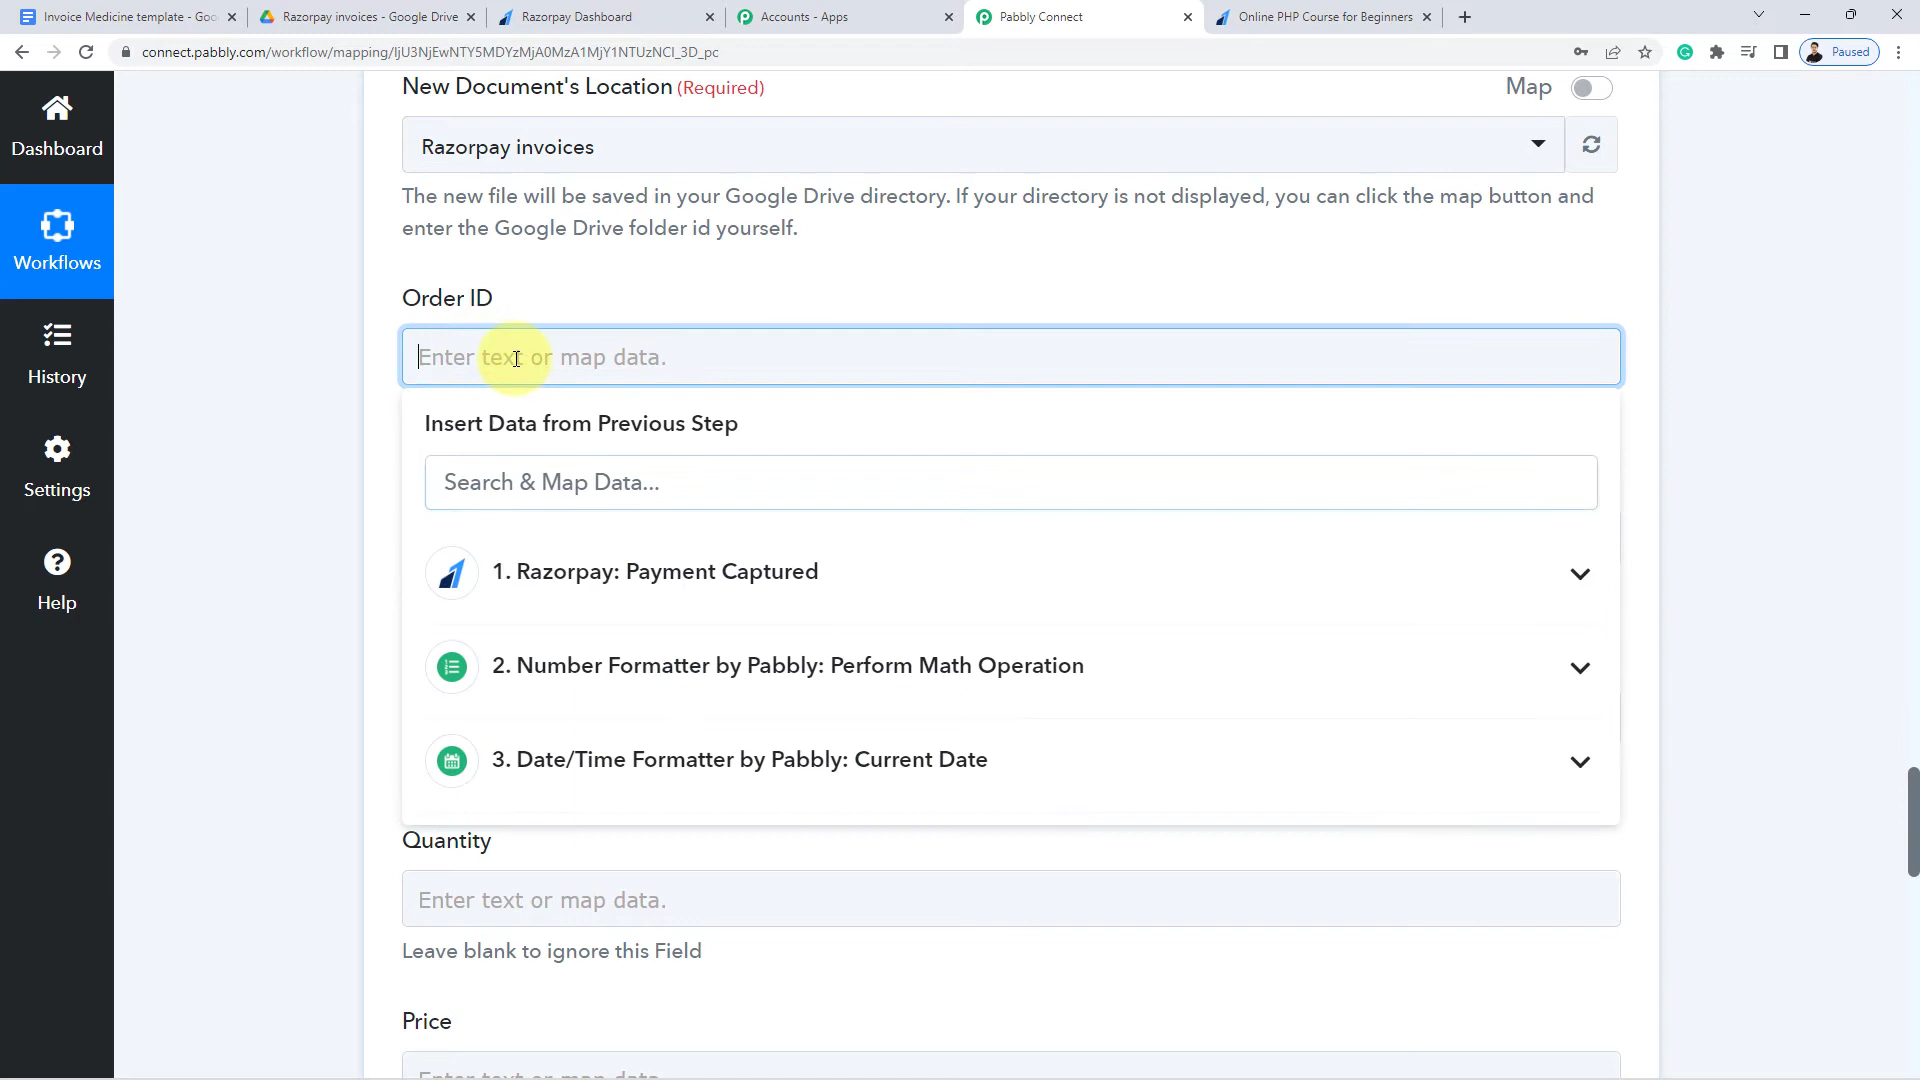 Invoice Medicine template - Goo
Razorpay invoices - Google Drive
Razorpay Dashboard
Accounts - Apps
Pabbly Connect
Online PHP Course for Beginners
connect.pabbly.com/workflow/mapping/IjU3NjEwNTY5MDYzMjA0MzA1MjY1NTUzNCI_3D_pc
Paused
Dashboard
Workflows
History
Settings
Help
New Document's Location (Required)
Map
Razorpay invoices
The new file will be saved in your Google Drive directory. If your directory is not displayed, you can click the map button and
enter the Google Drive folder id yourself.
Order ID
Enter text or map data.
Insert Data from Previous Step
Search & Map Data...
1. Razorpay: Payment Captured
2. Number Formatter by Pabbly: Perform Math Operation
3. Date/Time Formatter by Pabbly: Current Date
Quantity
Enter text or map data.
Leave blank to ignore this Field
Price
Enter text or map data.